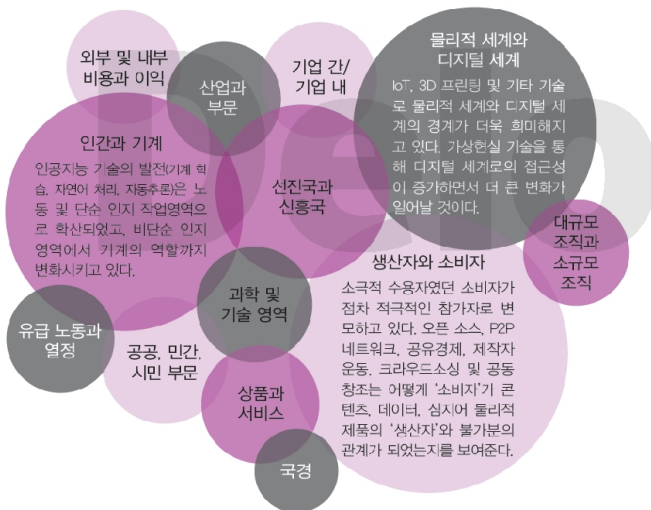 외부 및 내부
비용과 이익
산업과
부문
기업 간/
기업 내
물리적 세계와
디지털 세계
IoT, 3D 프린팅 및 기타 기술
로 물리적 세계와 디지털 세
계의 경계가 더욱 희미해지
고 있다. 가상현실 기술을 통
해 디지털 세계로의 접근성
이 증가하면서 더 큰 변화가
일어날 것이다.
인간과 기계
인공지능 기술의 발전(기계 학
습, 자연어 처리, 자동추론)은 노
동 및 단순 인지 작업영역으
로 확산되었고, 비단순 인지
영역에서 기계의 역할까지
변화시키고 있다.
선진국과
신흥국
대규모
조직과
소규모
조직
생산자와 소비자
소극적 수용자였던 소비자가
점차 적극적인 참가자로 변
모하고 있다. 오픈 소스, P2P
네트워크, 공유경제, 제작자
운동, 크라우드소싱 및 공동
창조는 어떻게 '소비자'기 콘
텐츠, 데이터, 심지어 물리적
제품의 '생산자'와 불가분의
관계가 되었는지를 보여준다.
과학 및
기술 영역
유급 노동과
열정
공공, 민간,
시민 부문
상품과
서비스
국경